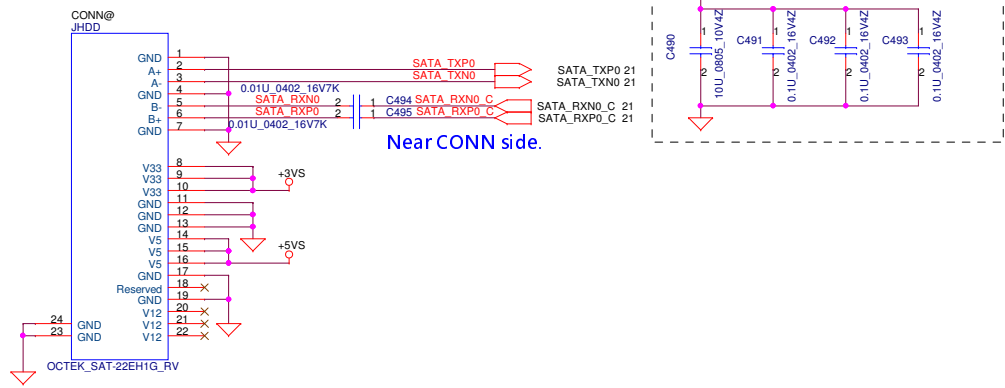 CONN@
JHDD
GND 1
A+ 2 SATA_TXP0 SATA_TXP0 21
A- 3 SATA_TXN0 SATA_TXN0 21
GND 4 0.01U_0402_16V7K
B- 5 SATA_RXN0 2 1 C494 SATA_RXN0_C SATA_RXN0_C 21
B+ 6 SATA_RXP0 2 1 C495 SATA_RXP0_C SATA_RXP0_C 21
GND 7 0.01U_0402_16V7K
Near CONN side.
V33 8
V33 9 +3VS
V33 10
GND 11
GND 12
GND 13
V5 14
V5 15 +5VS
V5 16
GND 17
Reserved 18
GND 19
V12 20
24 GND V12 21
23 GND V12 22
OCTEK_SAT-22EH1G_RV
C490 1 2 10U_0805_10V4Z
C491 1 2 0.1U_0402_16V4Z
C492 1 2 0.1U_0402_16V4Z
C493 1 2 0.1U_0402_16V4Z